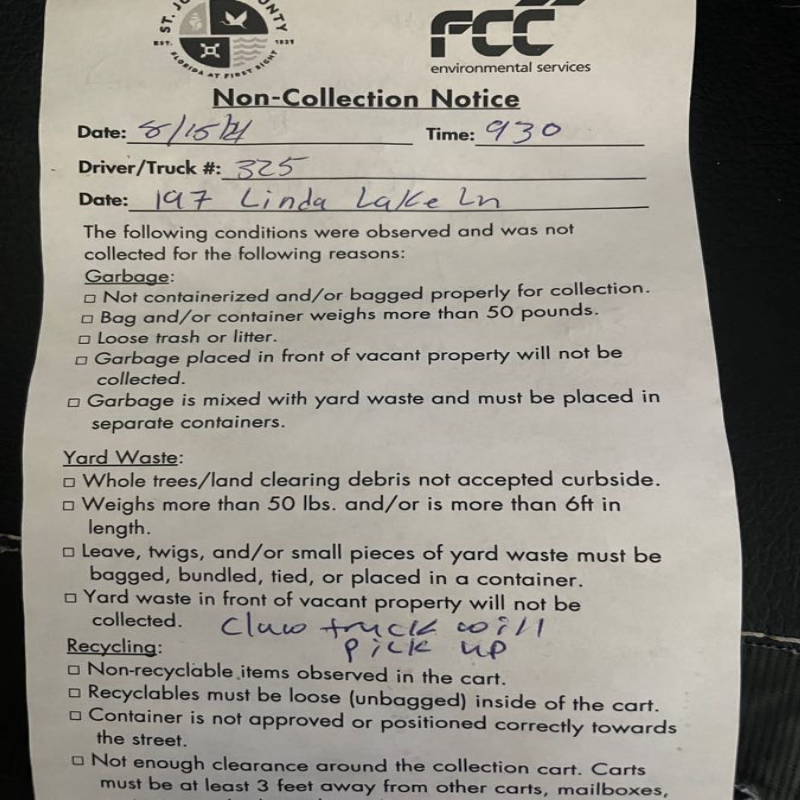 ST. JO UNTY
EST. 1821
FLORIDA AT FIRST SIGHT
FCC
environmental services
Non-Collection Notice
Date: 8/15/24 Time: 930
Driver/Truck #: 325
Date: 197 Linda Lake Ln
The following conditions were observed and was not
collected for the following reasons:
Garbage:
□ Not containerized and/or bagged properly for collection.
□ Bag and/or container weighs more than 50 pounds.
□ Loose trash or litter.
□ Garbage placed in front of vacant property will not be
collected.
□ Garbage is mixed with yard waste and must be placed in
separate containers.
Yard Waste:
□ Whole trees/land clearing debris not accepted curbside.
□ Weighs more than 50 lbs. and/or is more than 6ft in
length.
□ Leave, twigs, and/or small pieces of yard waste must be
bagged, bundled, tied, or placed in a container.
□ Yard waste in front of vacant property will not be
collected. Claw truck will
pick up
Recycling:
□ Non-recyclable items observed in the cart.
□ Recyclables must be loose (unbagged) inside of the cart.
□ Container is not approved or positioned correctly towards
the street.
□ Not enough clearance around the collection cart. Carts
must be at least 3 feet away from other carts, mailboxes,